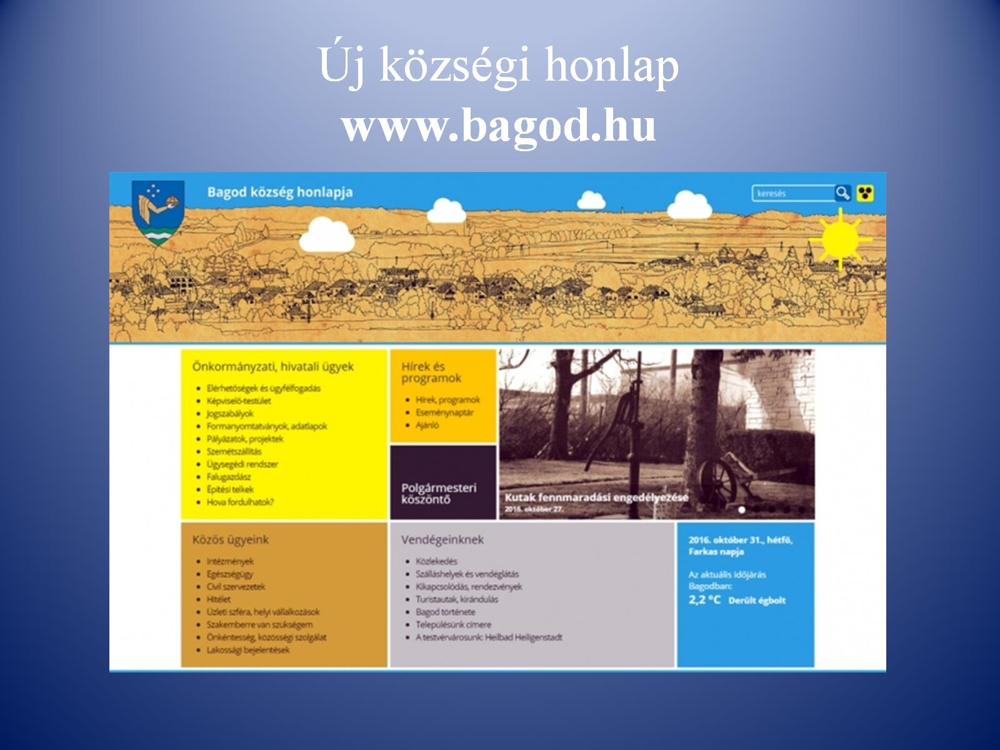 Új községi honlap
www.bagod.hu
Bagod község honlapja
keresés
Önkormányzati, hivatali ügyek
• Elérhetőségek és ügyfélfogadás
• Képviselő-testület
• Jogszabályok
• Formanyomtatványok, adatlapok
• Pályázatok, projektek
• Szemétszállítás
• Ügysegédi rendszer
• Falugazdász
• Építési telkek
• Hova fordulhatok?
Hírek és
programok
• Hírek, programok
• Eseménynaptár
• Ajánló
Polgármesteri
köszöntő
Kutak fennmaradási engedélyezése
2016. október 27.
Közös ügyeink
• Intézmények
• Egészségügy
• Civil szervezetek
• Hitélet
• Üzleti szféra, helyi vállalkozások
• Szakemberre van szükségem
• Önkéntesség, közösségi szolgálat
• Lakossági bejelentések
Vendégeinknek
• Közlekedés
• Szálláshelyek és vendéglátás
• Kikapcsolódás, rendezvények
• Turistautak, kirándulás
• Bagod története
• Településünk címere
• A testvérvárosunk: Heilbad Heiligenstadt
2016. október 31., hétfő,
Farkas napja
Az aktuális időjárás
Bagodban:
2,2 °C Derült égbolt